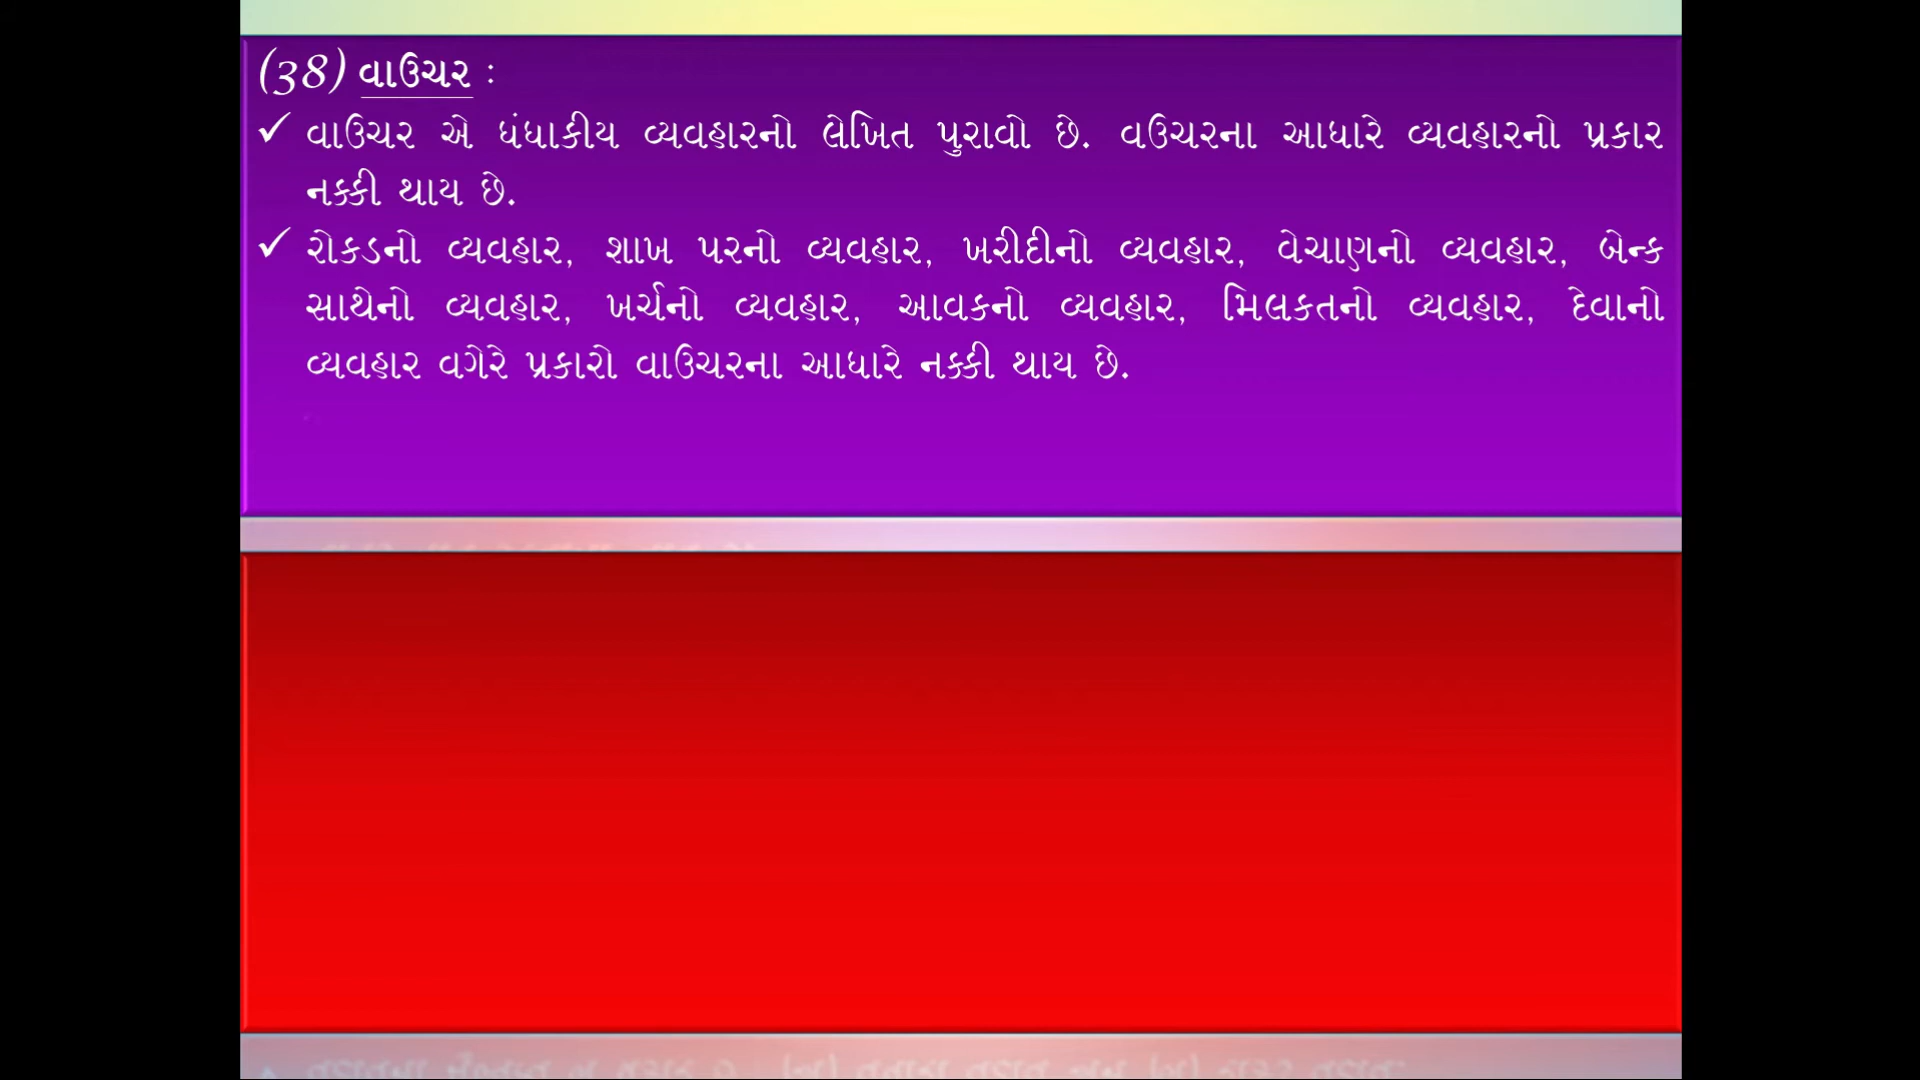 (38) વાઉચર :
✓ વાઉચર એ ધંધાકીય વ્યવહારનો લેખિત પુરાવો છે. વઉચરના આધારે વ્યવહારનો પ્રકાર
નક્કી થાય છે.
✓ રોકડનો વ્યવહાર, શાખ પરનો વ્યવહાર, ખરીદીનો વ્યવહાર, વેચાણનો વ્યવહાર, બેન્ક
સાથેનો વ્યવહાર, ખર્ચનો વ્યવહાર, આવકનો વ્યવહાર, મિલકતનો વ્યવહાર, દેવાનો
વ્યવહાર વગેરે પ્રકારો વાઉચરના આધારે નક્કી થાય છે.